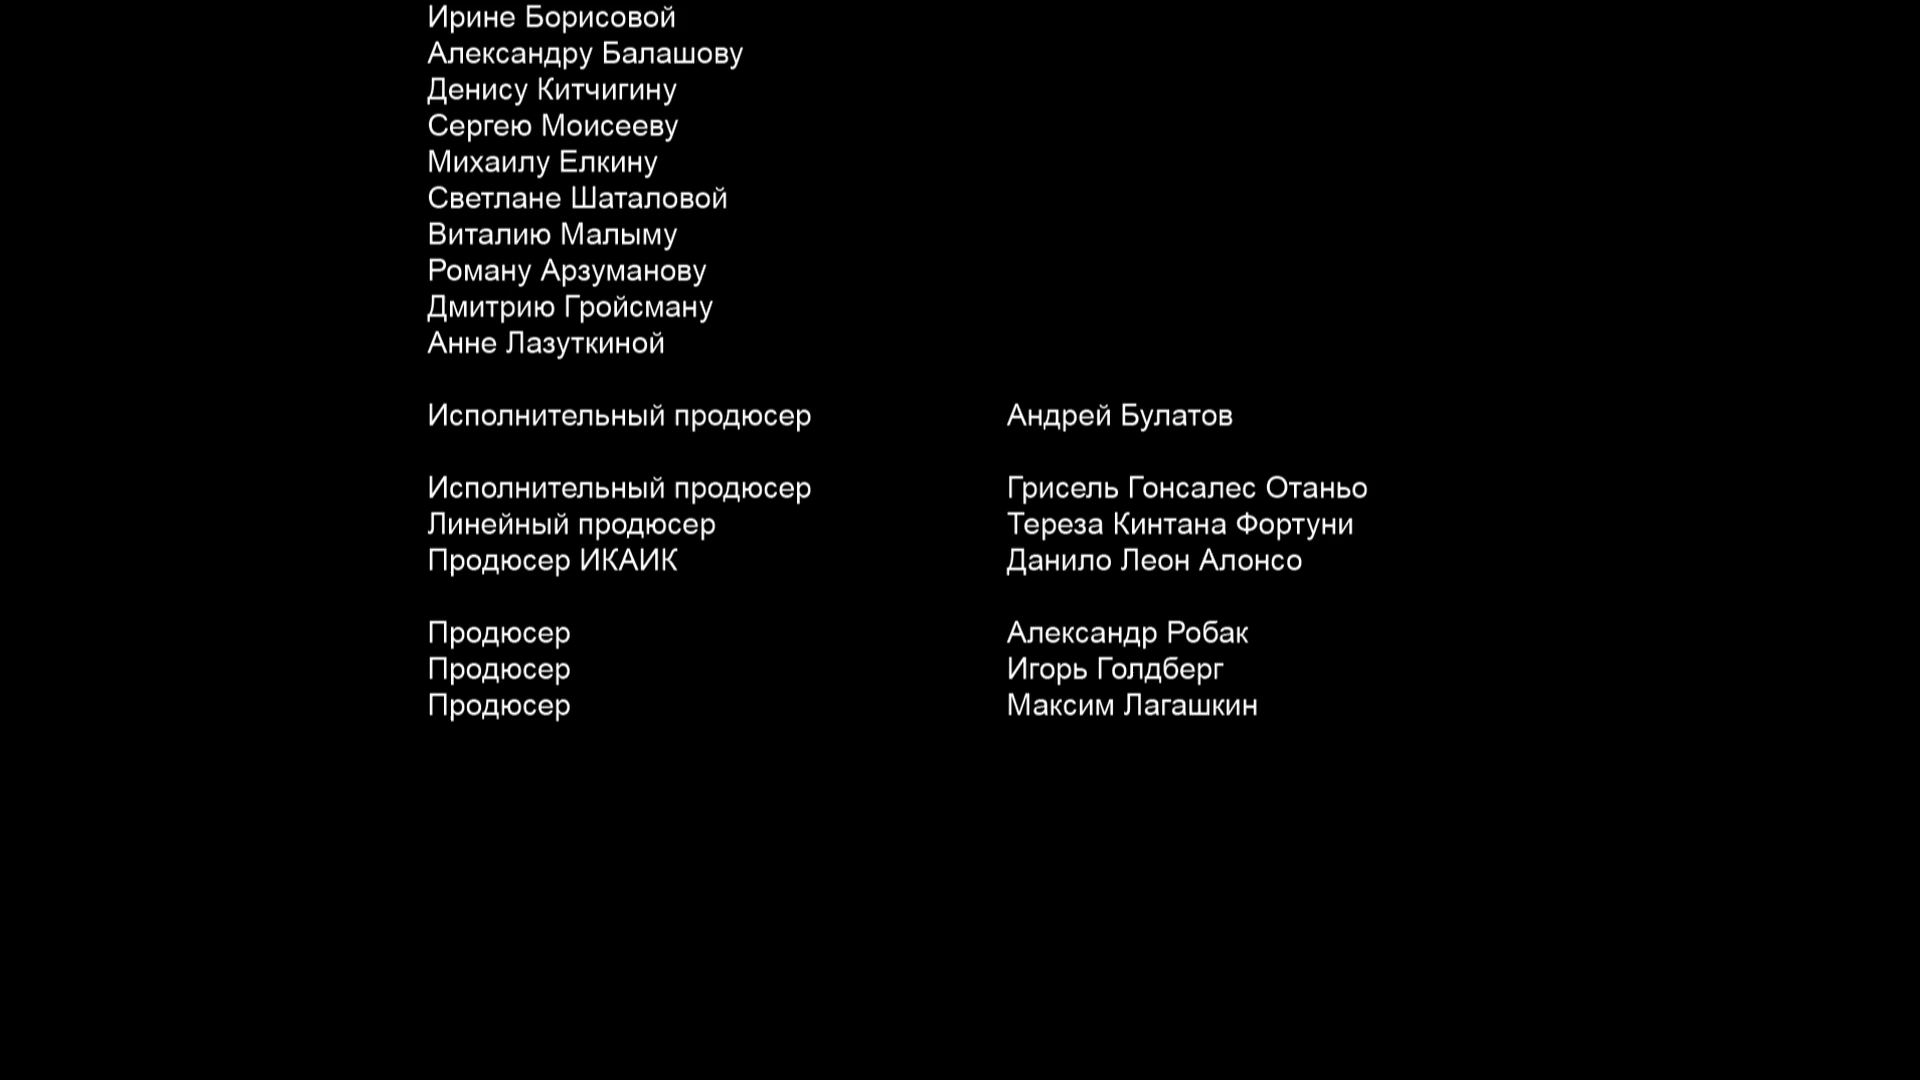 Ирине Борисовой
Александру Балашову
Денису Китчигину
Сергею Моисееву
Михаилу Елкину
Светлане Шаталовой
Виталию Малыму
Роману Арзуманову
Дмитрию Гройсману
Анне Лазуткиной
Исполнительный продюсер Андрей Булатов
Исполнительный продюсер Грисель Гонсалес Отаньо
Линейный продюсер Тереза Кинтана Фортуни
Продюсер ИКАИК Данило Леон Алонсо
Продюсер Александр Робак
Продюсер Игорь Голдберг
Продюсер Максим Лагашкин